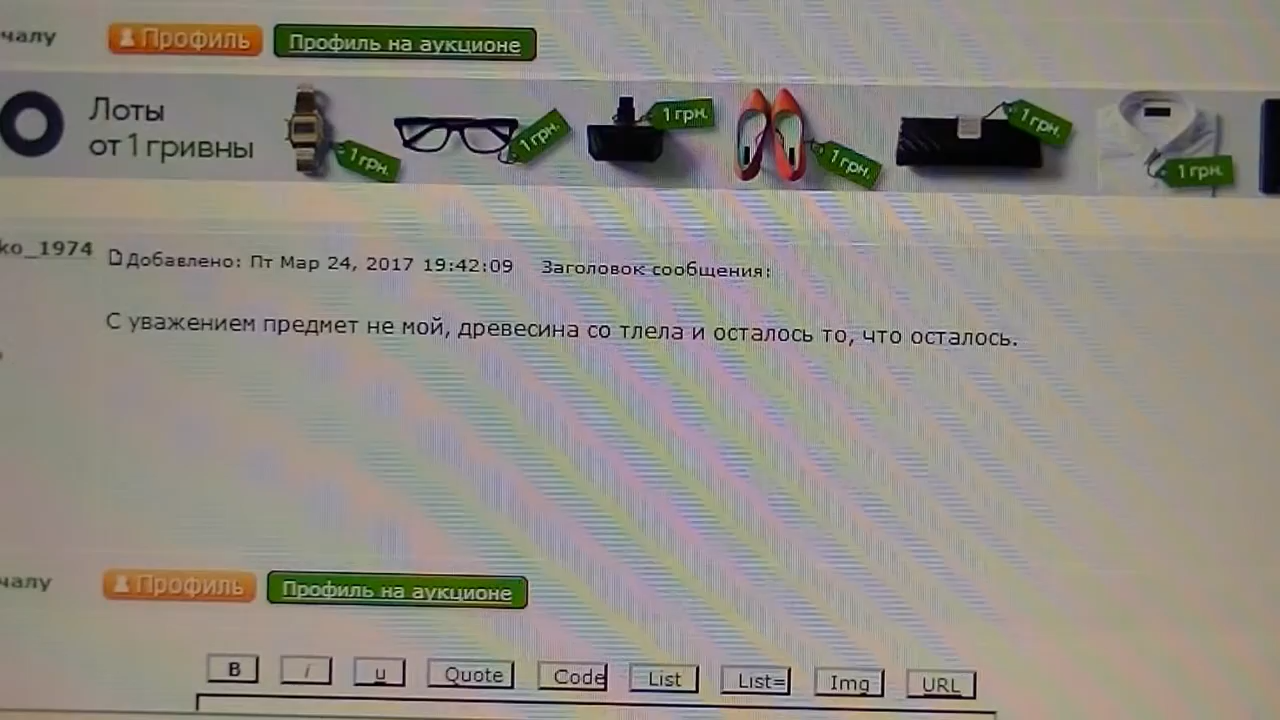 чалу Профиль Профиль на аукционе
Лоты
от 1 гривны
1 грн. 1 грн. 1 грн. 1 грн. 1 грн. 1 грн.
ko_1974 Добавлено: Пт Мар 24, 2017 19:42:09 Заголовок сообщения:
С уважением предмет не мой, древесина со тлела и осталось то, что осталось.
чалу Профиль Профиль на аукционе
B i u Quote Code List List= Img URL